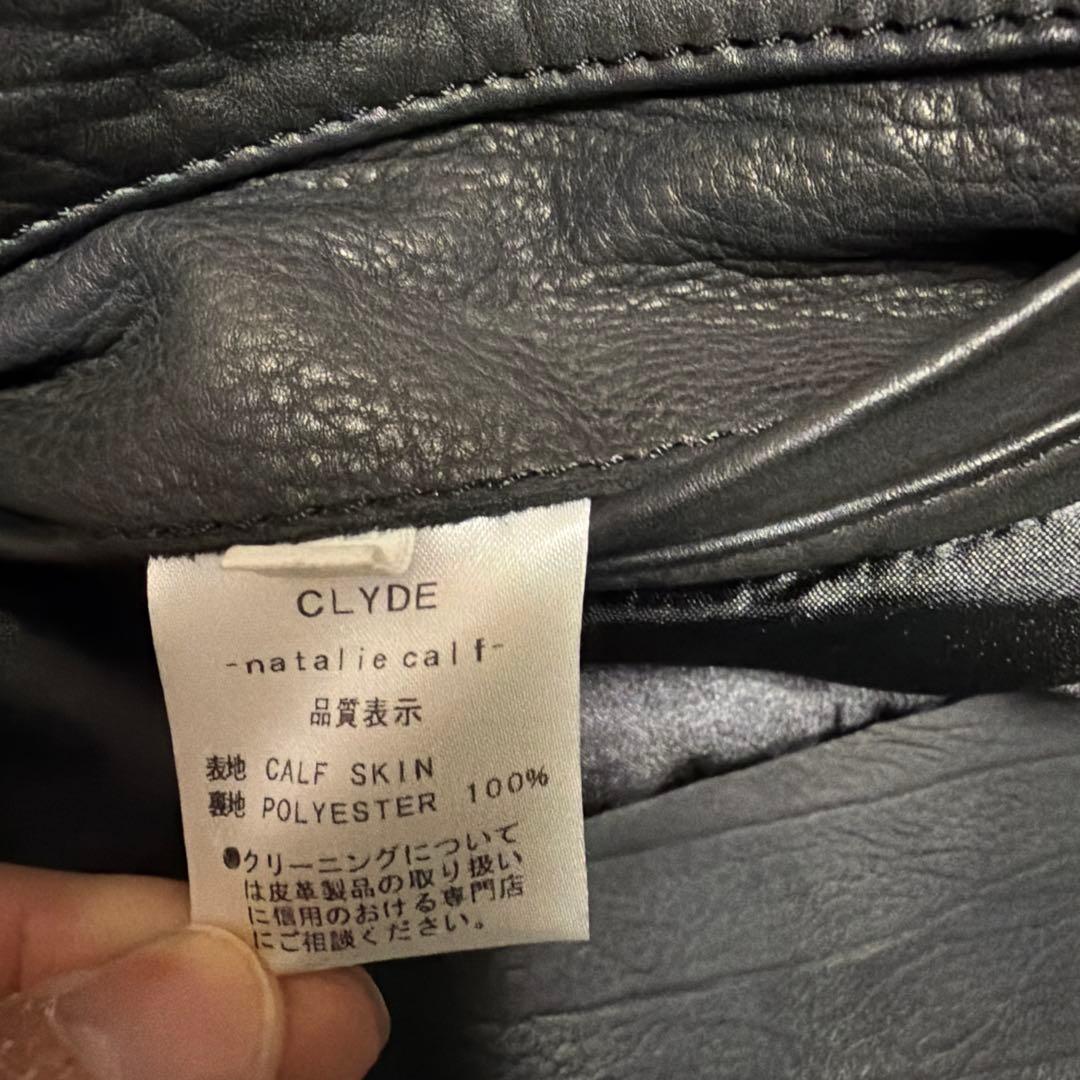 CLYDE
-natalie calf-
品質表示
表地 CALF SKIN
裏地 POLYESTER 100%
●クリーニングについて
は皮革製品の取り扱い
に信用のおける専門店
にご相談ください。